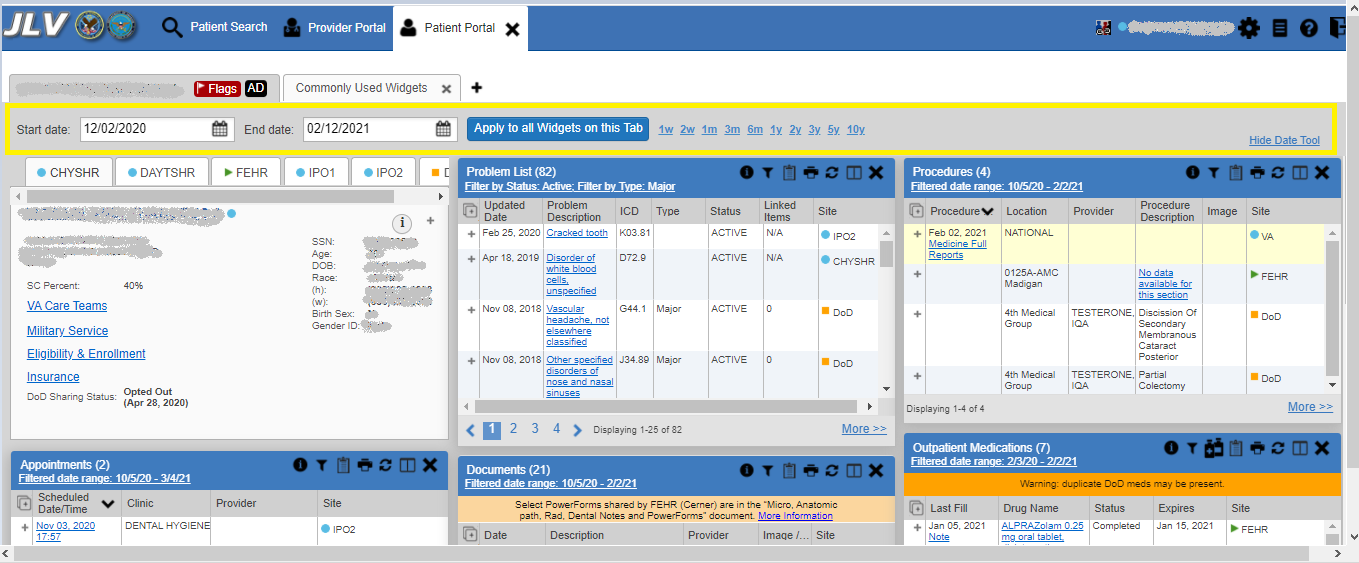 JLV Patient Search Provider Portal Patient Portal
Flags AD Commonly Used Widgets
Start date: 12/02/2020 End date: 02/12/2021 Apply to all Widgets on this Tab 1w 2w 1m 3m 6m 1y 2y 3y 5y 10y
Hide Date Tool
CHYSHR DAYTSHR FEHR IPO1 IPO2
SSN:
Age:
DOB:
Race:
(h):
(w):
Birth Sex:
Gender ID:
SC Percent: 40%
VA Care Teams
Military Service
Eligibility & Enrollment
Insurance
DoD Sharing Status: Opted Out
(Apr 28, 2020)
Appointments (2)
Filtered date range: 10/5/20 - 3/4/21
Scheduled
Date/Time Clinic Provider Site
Nov 03, 2020
17:57
DENTAL HYGIENE IPO2
Problem List (82)
Filter by Status: Active; Filter by Type: Major
Updated
Date
Problem
Description
ICD Type Status
Linked
Items
Site
Feb 25, 2020 Cracked tooth K03.81 ACTIVE N/A IPO2
Apr 18, 2019 Disorder of
white blood
cells,
unspecified
D72.9 ACTIVE N/A CHYSHR
Nov 08, 2018 Vascular
headache, not
elsewhere
classified
G44.1 Major ACTIVE 0 DoD
Nov 08, 2018 Other specified
disorders of
nose and nasal
sinuses
J34.89 Major ACTIVE 0 DoD
1 2 3 4 Displaying 1-25 of 82 More >>
Documents (21)
Filtered date range: 10/5/20 - 2/2/21
Select PowerForms shared by FEHR (Cerner) are in the "Micro, Anatomic
path, Rad, Dental Notes and PowerForms" document. More Information
Date Description Provider Image /... Site
Procedures (4)
Filtered date range: 10/5/20 - 2/2/21
Procedure Location Provider
Procedure
Description
Image Site
Feb 02, 2021
Medicine Full
Reports
NATIONAL VA
0125A-AMC
Madigan
No data
available for
this section
FEHR
4th Medical
Group
TESTERONE,
IQA
Discission Of
Secondary
Membranous
Cataract
Posterior
DoD
4th Medical
Group
TESTERONE,
IQA
Partial
Colectomy
DoD
Displaying 1-4 of 4 More >>
Outpatient Medications (7)
Filtered date range: 2/3/20 - 2/2/21
Warning: duplicate DoD meds may be present.
Last Fill Drug Name Status Expires Site
Jan 05, 2021
Note
ALPRAZolam 0.25
mg oral tablet,
Completed Jan 15, 2021 FEHR